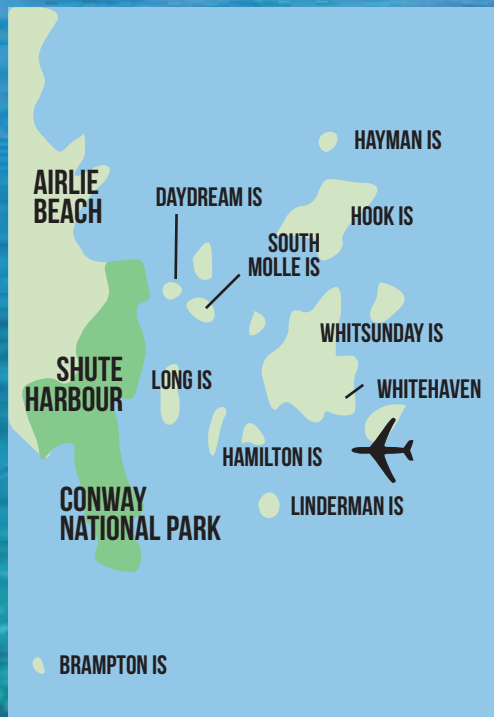 HAYMAN IS
AIRLIE
BEACH
DAYDREAM IS
HOOK IS
SOUTH
MOLLE IS
WHITSUNDAY IS
SHUTE
HARBOUR
LONG IS
WHITEHAVEN
HAMILTON IS
CONWAY
NATIONAL PARK
LINDERMAN IS
BRAMPTON IS